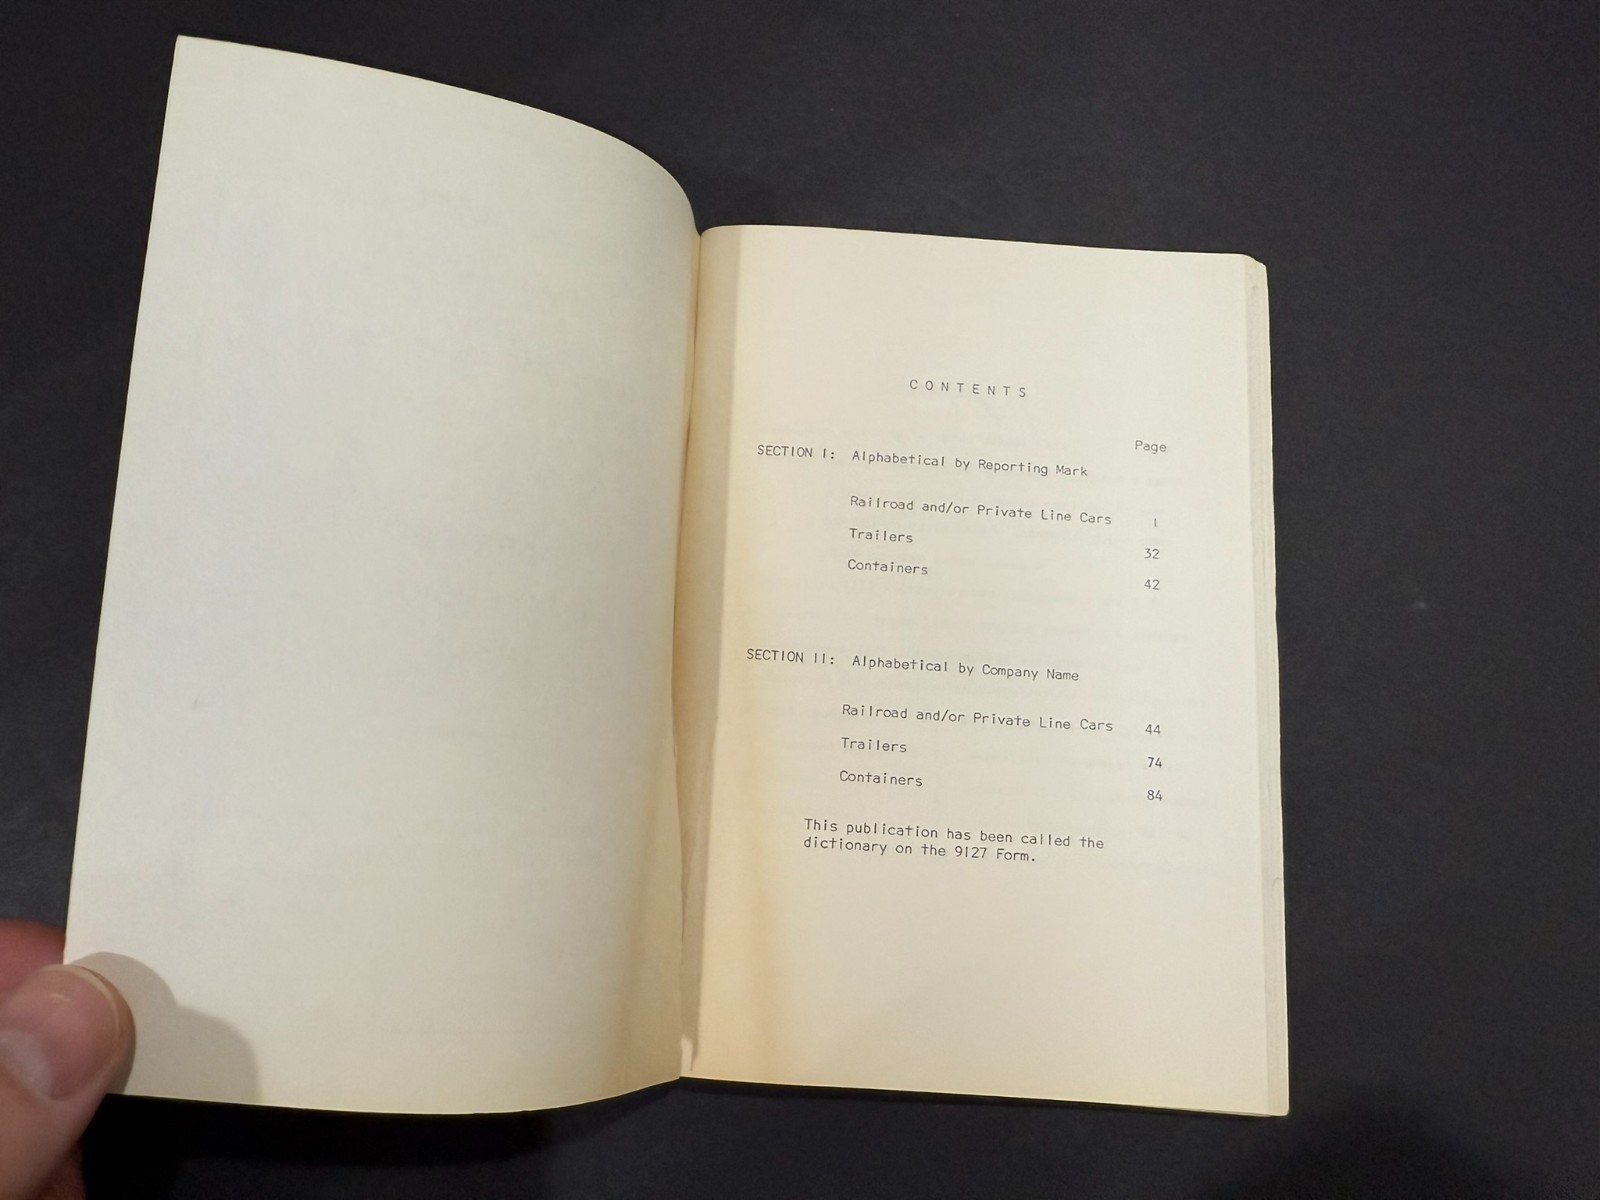 CONTENTS
Page
SECTION I: Alphabetical by Reporting Mark
Railroad and/or Private Line Cars 1
Trailers 32
Containers 42
SECTION II: Alphabetical by Company Name
Railroad and/or Private Line Cars 44
Trailers 74
Containers 84
This publication has been called the
dictionary on the 9127 Form.